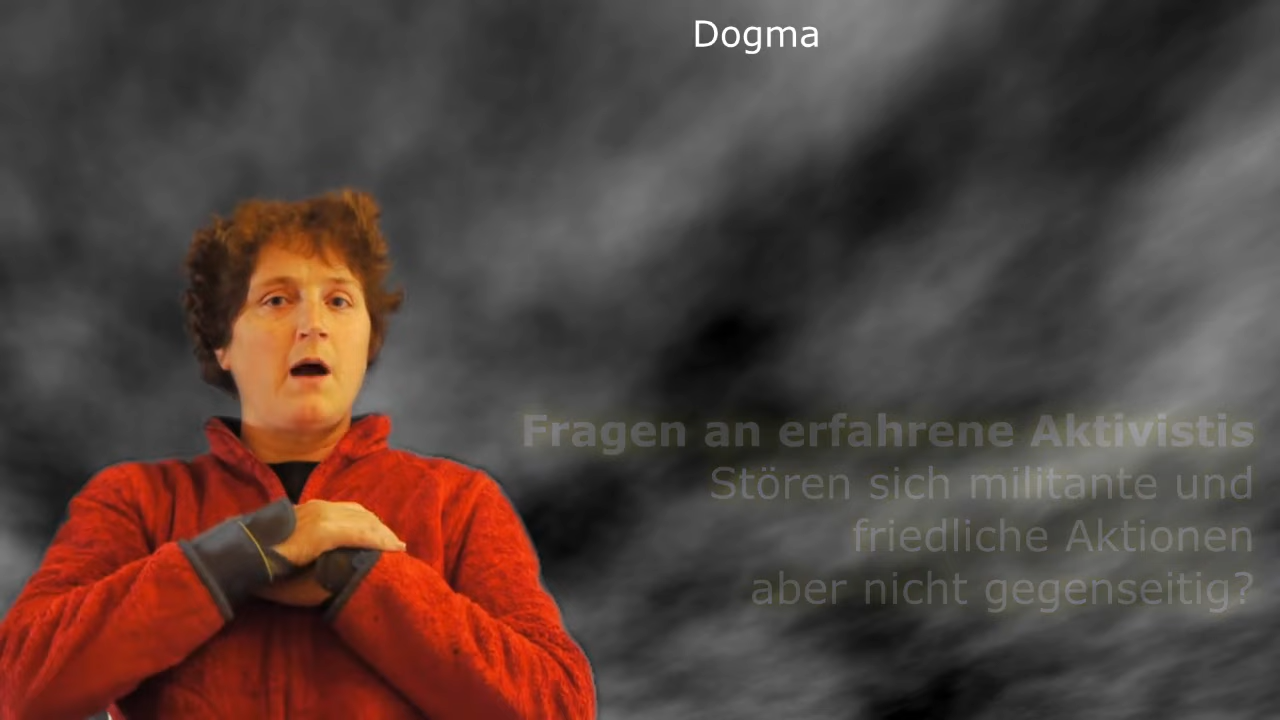 Dogma
Fragen an erfahrene Aktivistis
Stören sich militante und
friedliche Aktionen
aber nicht gegenseitig?